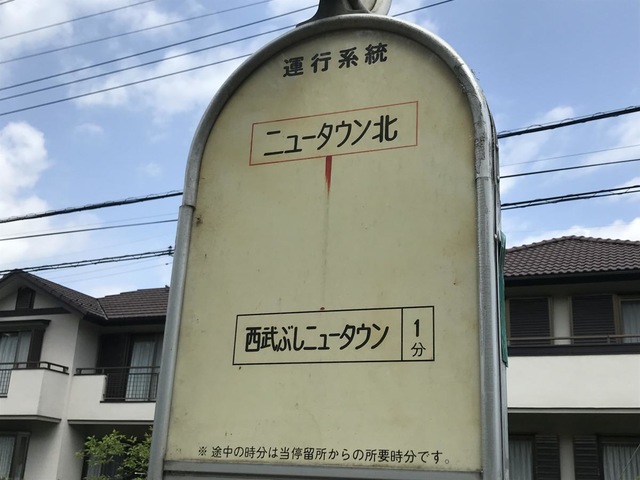 運行系統
ニュータウン北
西武ぶしニュータウン 1分
※途中の時分は当停留所からの所要時分です。